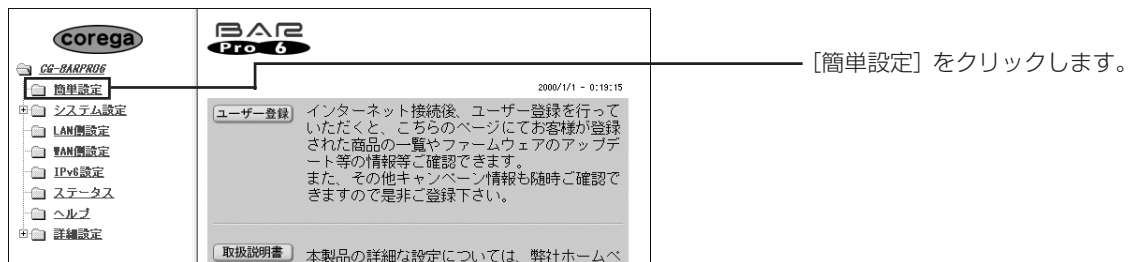 corega
CG-BARPRO6
簡単設定
システム設定
LAN側設定
WAN側設定
IPv6設定
ステータス
ヘルプ
詳細設定
BAR
Pro 6
2000/1/1 - 0:19:15
ユーザー登録
インターネット接続後、ユーザー登録を行って
いただくと、こちらのページにてお客様が登録
された商品の一覧やファームウェアのアップデ
ート等の情報等ご確認できます。
また、その他キャンペーン情報も随時ご確認で
きますので是非ご登録下さい。
取扱説明書
本製品の詳細な設定については、弊社ホームペ
［簡単設定］をクリックします。